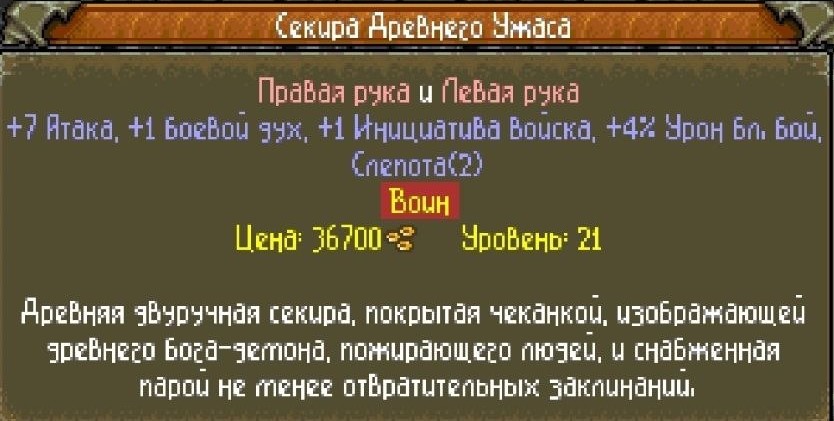 Секира Древнего Ужаса
Правая рука и Левая рука
+7 Атака, +1 Боевой дух, +1 Инициатива войска, +4% Урон бл. бой,
Слепота(2)
Воин
Цена: 36700 Уровень: 21
Древняя двуручная секира, покрытая чеканкой, изображающей
древнего бога-демона, пожирающего людей, и снабженная
парой не менее отвратительных заклинаний.